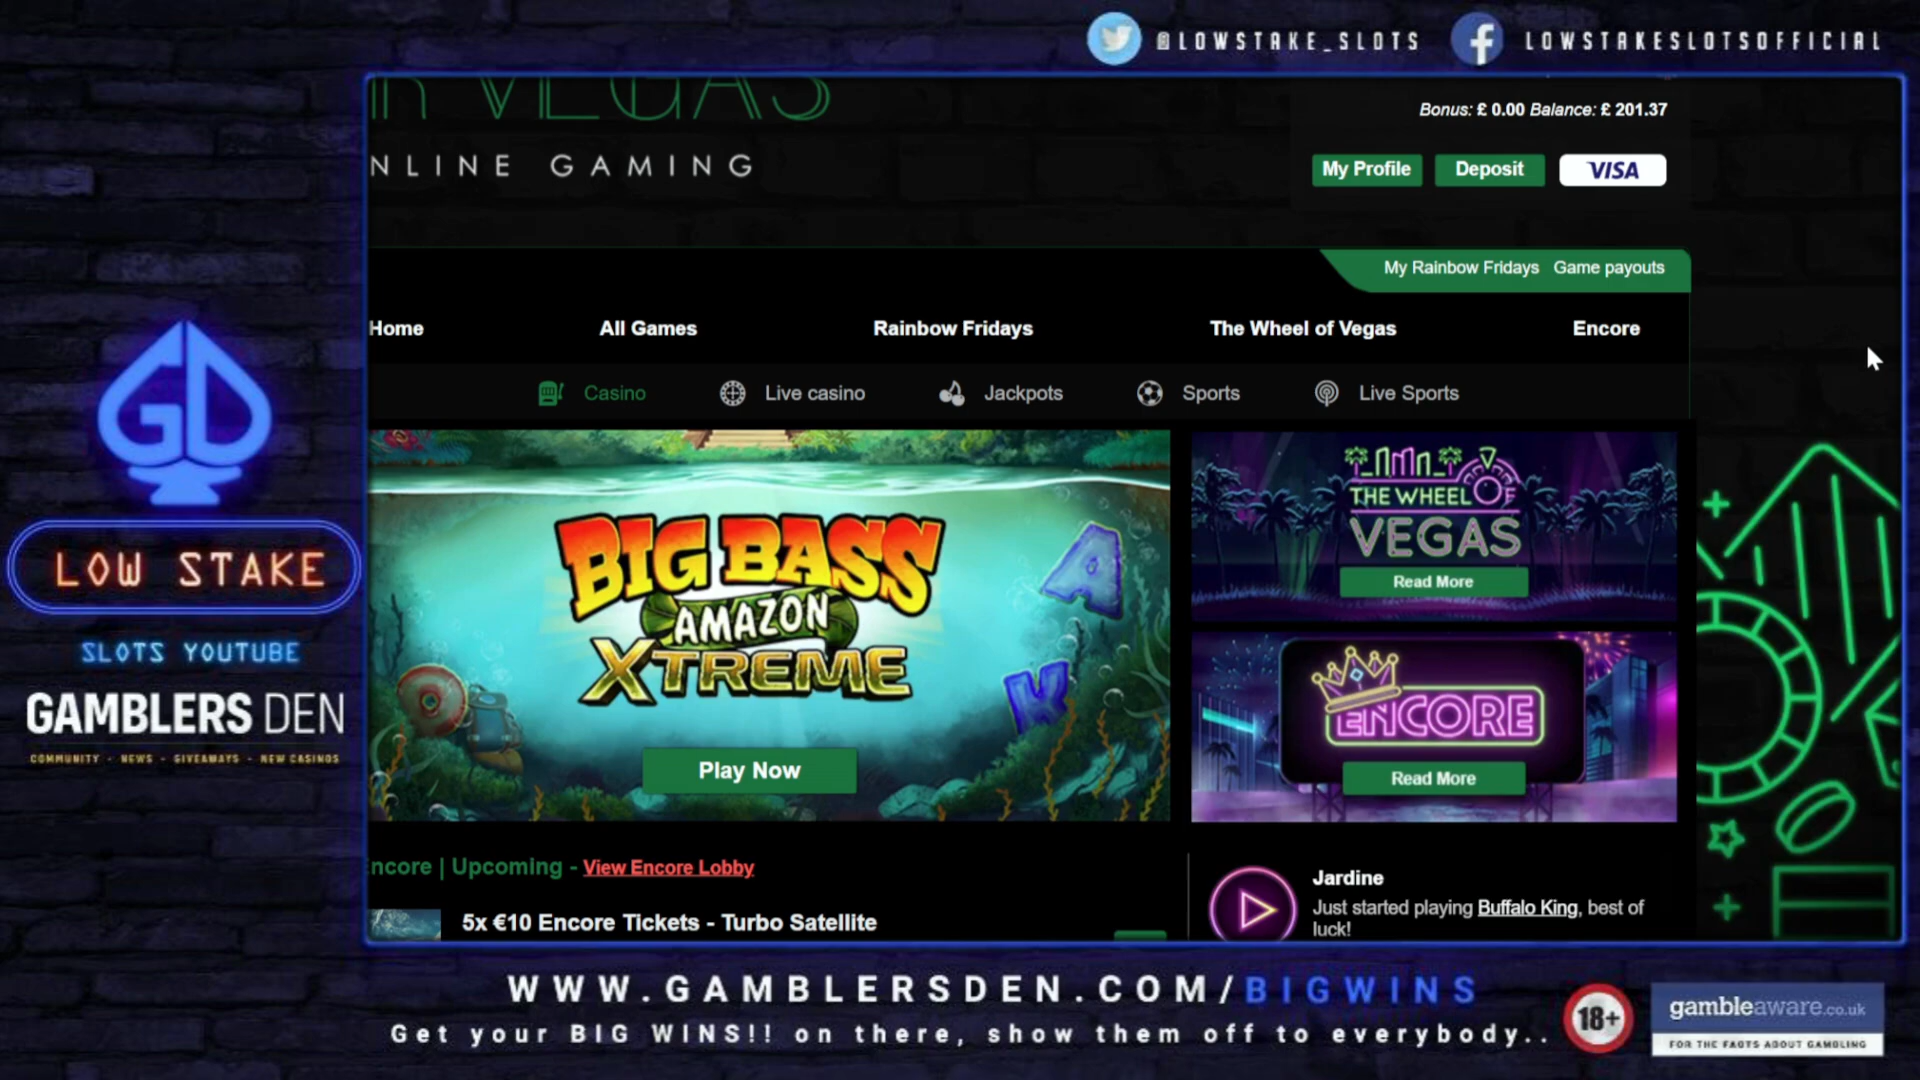 @LOWSTAKE_SLOTS
LOWSTAKESLOTSOFFICIAL
VEGAS
NLINE GAMING
Bonus: £ 0.00 Balance: £ 201.37
My Profile
Deposit
VISA
My Rainbow Fridays
Game payouts
Home
All Games
Rainbow Fridays
The Wheel of Vegas
Encore
Casino
Live casino
Jackpots
Sports
Live Sports
GD
LOW STAKE
SLOTS YOUTUBE
GAMBLERS DEN
COMMUNITY - NEWS - GIVEAWAYS - NEW CASINOS
BIG BASS
AMAZON
XTREME
A
K
Play Now
THE WHEEL OF
VEGAS
Read More
ENCORE
Read More
ncore | Upcoming - View Encore Lobby
5x €10 Encore Tickets - Turbo Satellite
Jardine
Just started playing Buffalo King, best of
luck!
WWW.GAMBLERSDEN.COM/BIGWINS
Get your BIG WINS!! on there, show them off to everybody..
18+
gambleaware.co.uk
FOR THE FACTS ABOUT GAMBLING